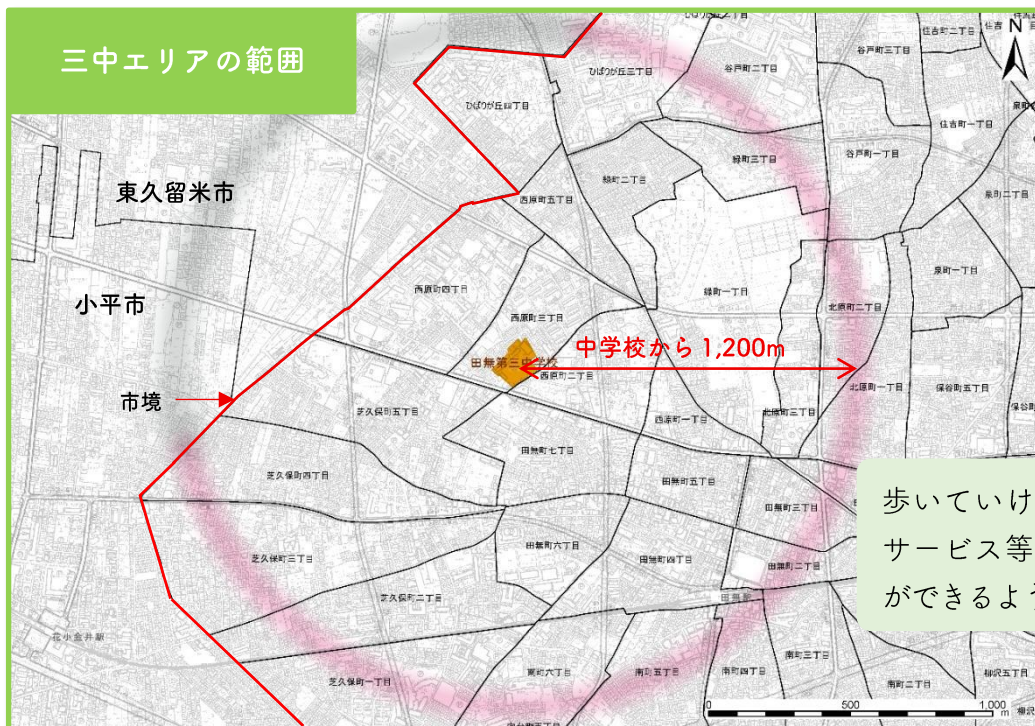 三中エリアの範囲
N
ひばりが丘三丁目
谷戸町二丁目
谷戸町三丁目
住吉町二丁目
ひばりが丘四丁目
住吉町一丁目
緑町三丁目
谷戸町一丁目
緑町二丁目
泉町二丁目
東久留米市
西原町五丁目
小平市
西原町四丁目
西原町三丁目
緑町一丁目
泉町一丁目
北原町二丁目
中学校から1,200m
田無第三中学校
西原町二丁目
北原町一丁目
保谷町五丁目
保谷町
市境
芝久保町五丁目
西原町一丁目
北原町三丁目
田無町七丁目
芝久保町四丁目
田無町五丁目
田無町三丁目
歩いていけ
サービス等
ができるよう
芝久保町三丁目
田無町六丁目
田無町四丁目
田無町二丁目
芝久保町二丁目
田無駅
花小金井駅
芝久保町一丁目
南町六丁目
南町五丁目
南町四丁目
南町三丁目
柳沢五丁目
南町二丁目
0 500 1,000
m